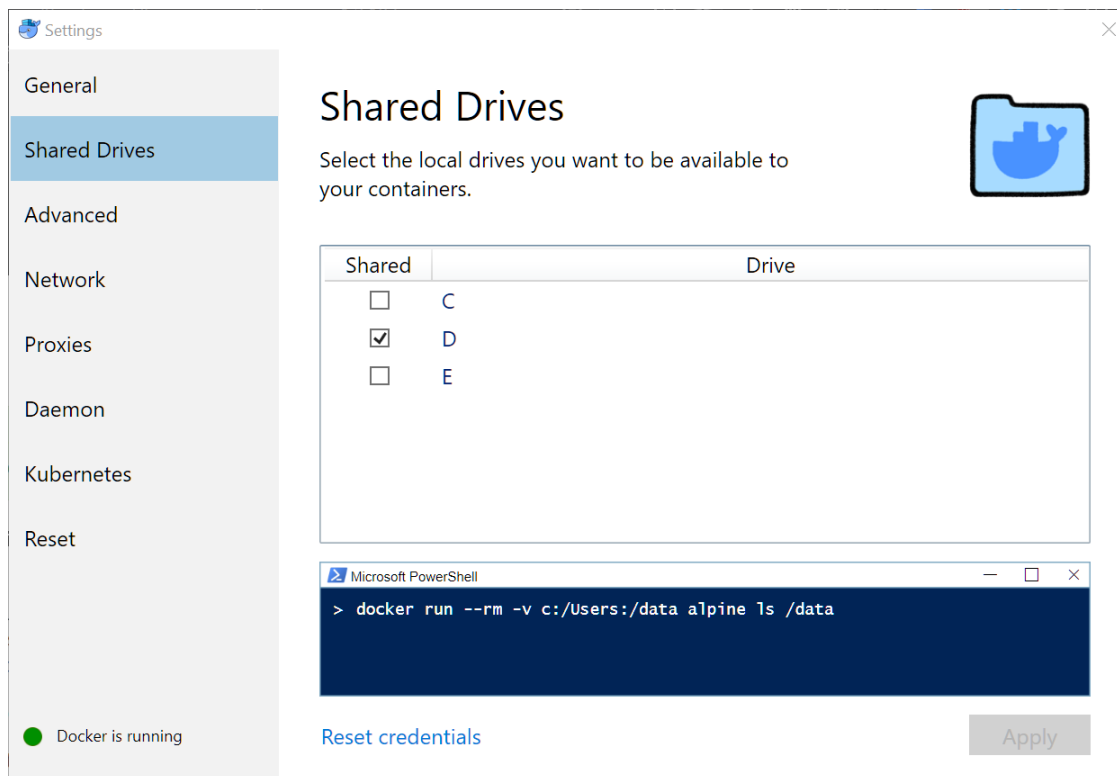 Settings
General
Shared Drives
Advanced
Network
Proxies
Daemon
Kubernetes
Reset
Docker is running
Shared Drives
Select the local drives you want to be available to
your containers.
Shared Drive
C
D
E
Microsoft PowerShell
> docker run --rm -v c:/Users:/data alpine ls /data
Reset credentials
Apply